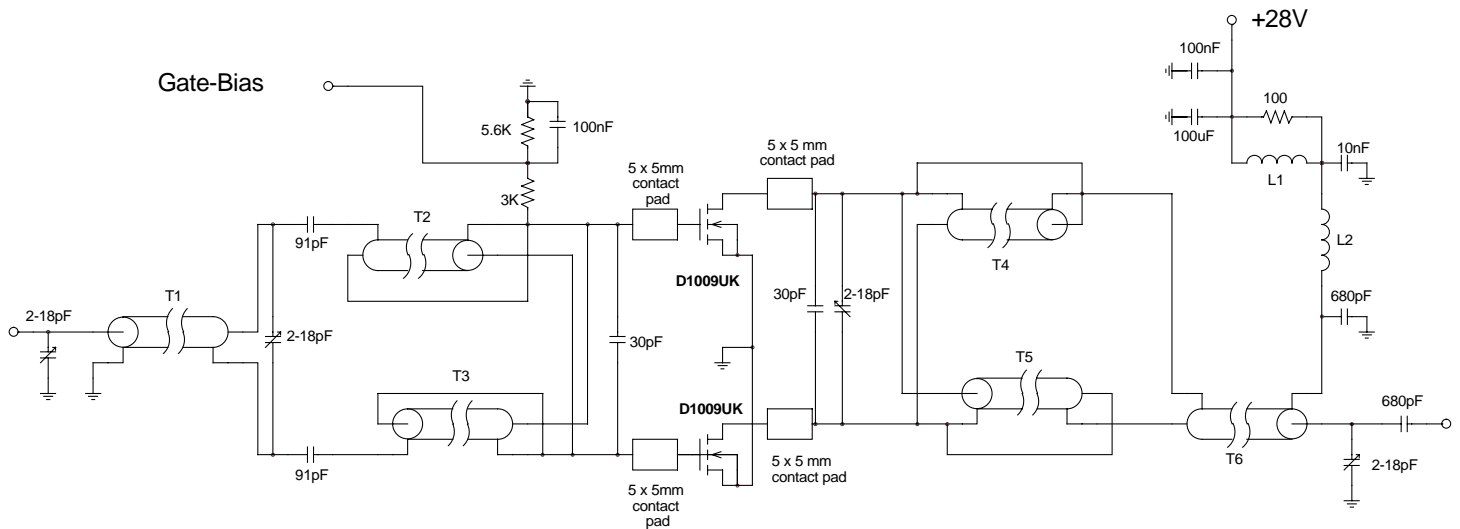 +28V
100nF
Gate-Bias
100
5.6K
100nF
100uF
10nF
5 x 5 mm
contact pad
L1
5 x 5mm
contact
pad
3K
T2
91pF
L2
T4
D1009UK
T1
2-18pF
2-18pF
30pF
30pF
2-18pF
680pF
T3
T5
D1009UK
680pF
91pF
5 x 5 mm
contact pad
T6
2-18pF
5 x 5mm
contact
pad